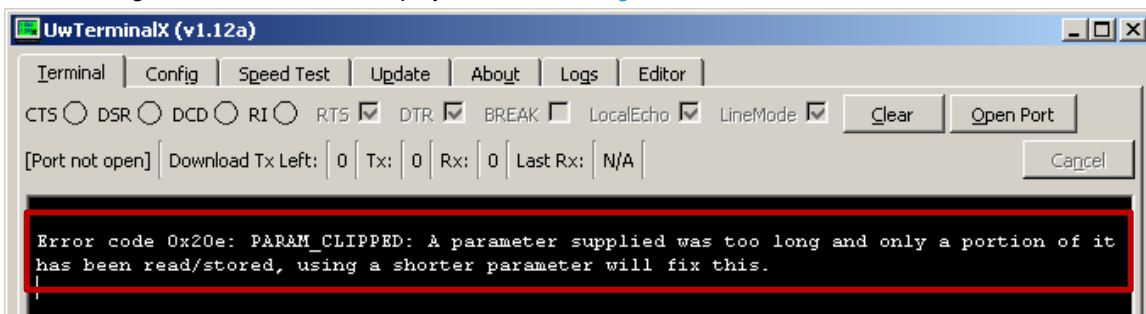 UwTerminalX (v1.12a)
Terminal Config Speed Test Update About Logs Editor
CTS DSR DCD RI RTS DTR BREAK LocalEcho LineMode Clear Open Port
[Port not open] Download Tx Left: 0 Tx: 0 Rx: 0 Last Rx: N/A Cancel
Error code 0x20e: PARAM_CLIPPED: A parameter supplied was too long and only a portion of it
has been read/stored, using a shorter parameter will fix this.